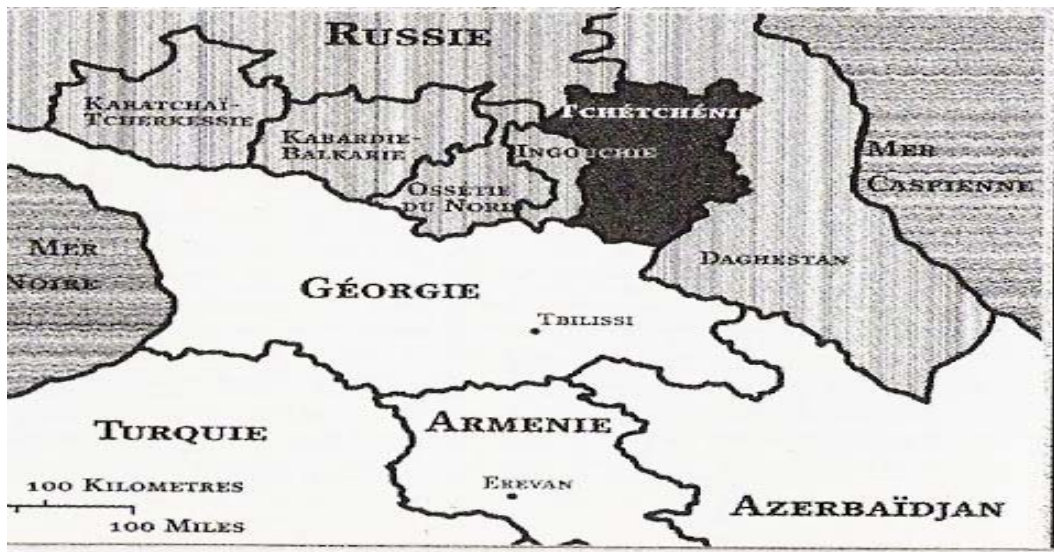 RUSSIE
KARATCHAÏ-
TCHERKESSIE
KABARDIE-
BALKARIE
OSSÉTIE
DU NORD
INGOUCHIE
TCHÉTCHÉNIE
MER
CASPIENNE
MER
NOIRE
DAGHESTAN
GÉORGIE
TBILISSI
TURQUIE
ARMENIE
EREVAN
AZERBAÏDJAN
100 KILOMETRES
100 MILES